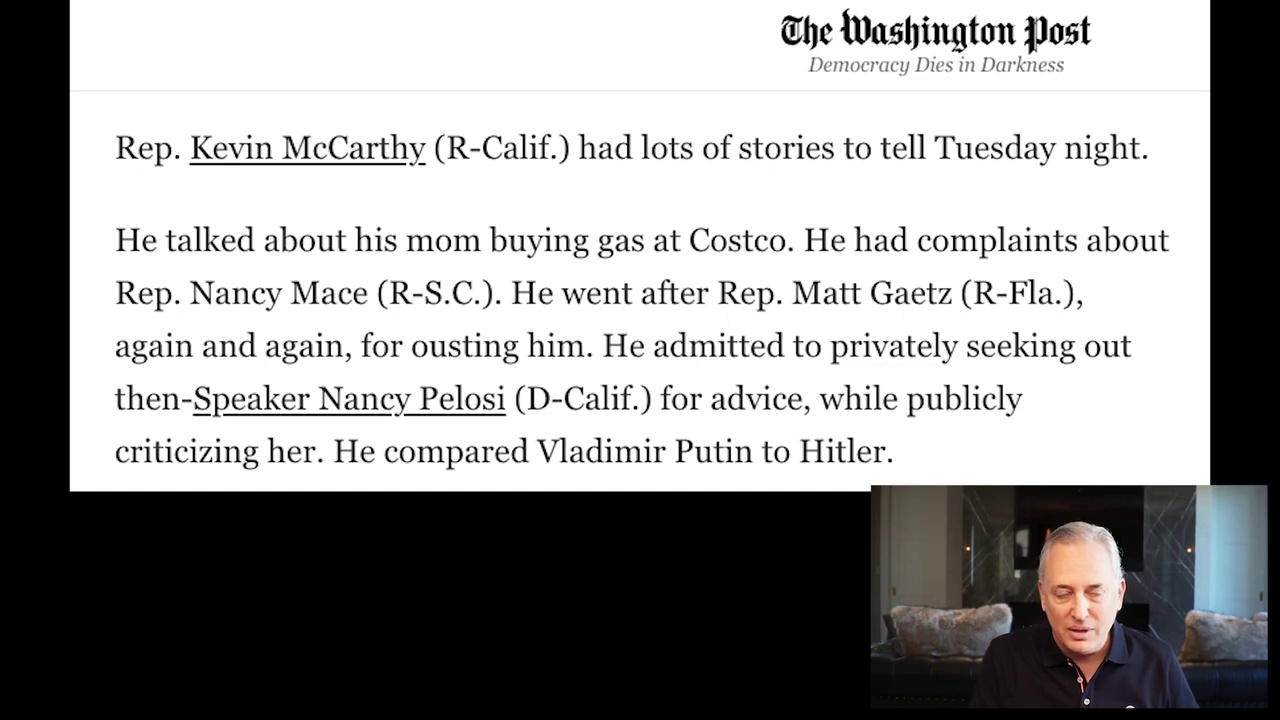 The Washington Post
Democracy Dies in Darkness
Rep. Kevin McCarthy (R-Calif.) had lots of stories to tell Tuesday night.
He talked about his mom buying gas at Costco. He had complaints about
Rep. Nancy Mace (R-S.C.). He went after Rep. Matt Gaetz (R-Fla.),
again and again, for ousting him. He admitted to privately seeking out
then-Speaker Nancy Pelosi (D-Calif.) for advice, while publicly
criticizing her. He compared Vladimir Putin to Hitler.